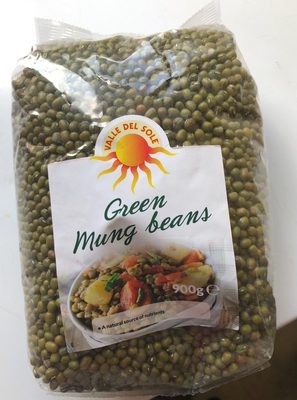 VALLE DEL SOLE
Green
Mung beans
900g ℮
• A natural source of nutrients